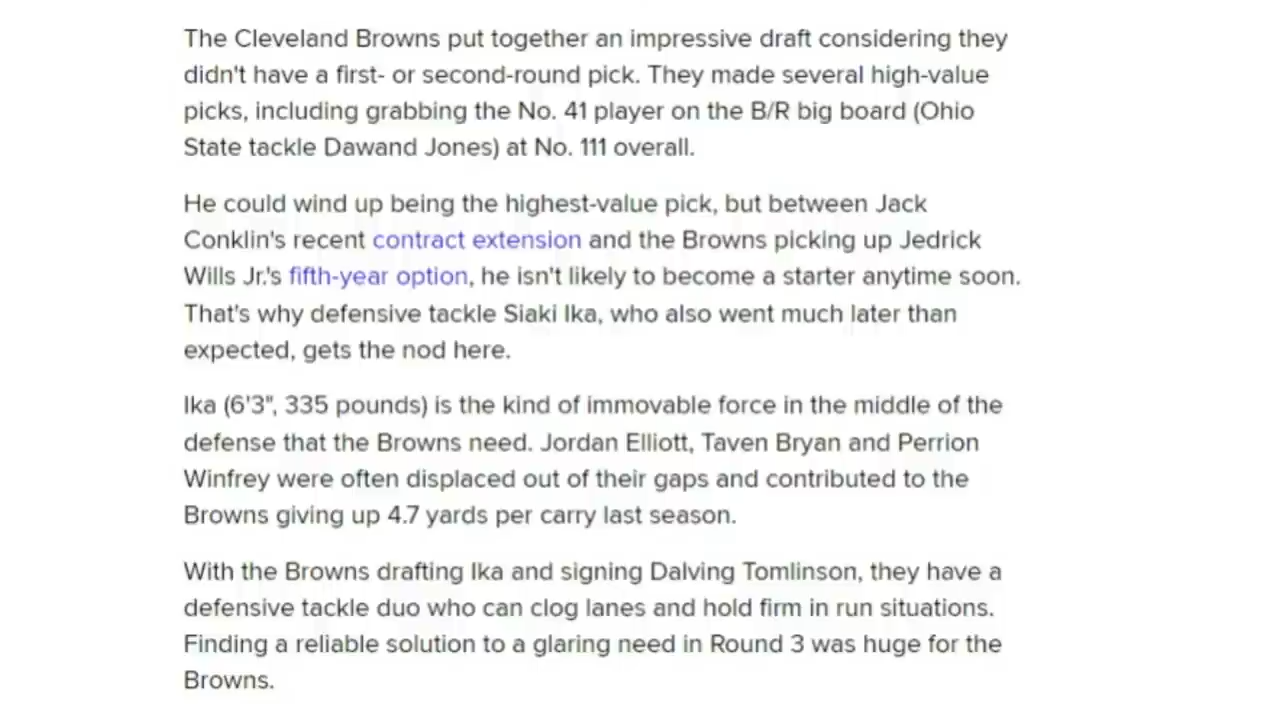 The Cleveland Browns put together an impressive draft considering they
didn't have a first- or second-round pick. They made several high-value
picks, including grabbing the No. 41 player on the B/R big board (Ohio
State tackle Dawand Jones) at No. 111 overall.
He could wind up being the highest-value pick, but between Jack
Conklin's recent contract extension and the Browns picking up Jedrick
Wills Jr.'s fifth-year option, he isn't likely to become a starter anytime soon.
That's why defensive tackle Siaki Ika, who also went much later than
expected, gets the nod here.
Ika (6'3", 335 pounds) is the kind of immovable force in the middle of the
defense that the Browns need. Jordan Elliott, Taven Bryan and Perrion
Winfrey were often displaced out of their gaps and contributed to the
Browns giving up 4.7 yards per carry last season.
With the Browns drafting Ika and signing Dalving Tomlinson, they have a
defensive tackle duo who can clog lanes and hold firm in run situations.
Finding a reliable solution to a glaring need in Round 3 was huge for the
Browns.